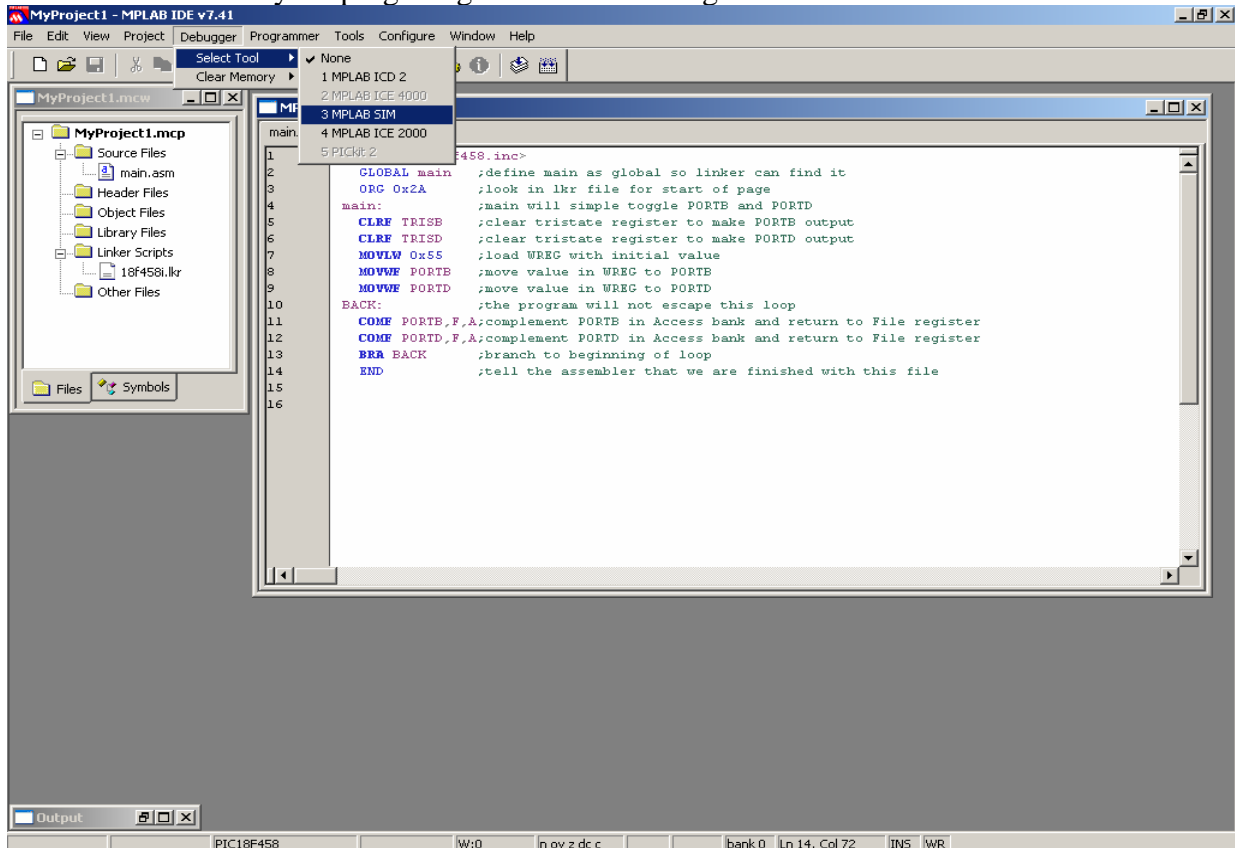 MyProject1 - MPLAB IDE v7.41
File Edit View Project Debugger Programmer Tools Configure Window Help
Select Tool
Clear Memory
None
1 MPLAB ICD 2
2 MPLAB ICE 4000
3 MPLAB SIM
4 MPLAB ICE 2000
5 PICkit 2
MyProject1.mcw
MyProject1.mcp
Source Files
main.asm
Header Files
Object Files
Library Files
Linker Scripts
18f458i.lkr
Other Files
Files Symbols
MP
main.
1 f458.inc>
2 GLOBAL main ;define main as global so linker can find it
3 ORG 0x2A ;look in lkr file for start of page
4 main: ;main will simple toggle PORTB and PORTD
5 CLRF TRISB ;clear tristate register to make PORTB output
6 CLRF TRISD ;clear tristate register to make PORTD output
7 MOVLW 0x55 ;load WREG with initial value
8 MOVWF PORTB ;move value in WREG to PORTB
9 MOVWF PORTD ;move value in WREG to PORTD
10 BACK: ;the program will not escape this loop
11 COMF PORTB,F,A;complement PORTB in Access bank and return to File register
12 COMF PORTD,F,A;complement PORTD in Access bank and return to File register
13 BRA BACK ;branch to beginning of loop
14 END ;tell the assembler that we are finished with this file
15
16
Output
PIC18F458 W:0 n ov z dc c bank 0 Ln 14, Col 72 INS WR